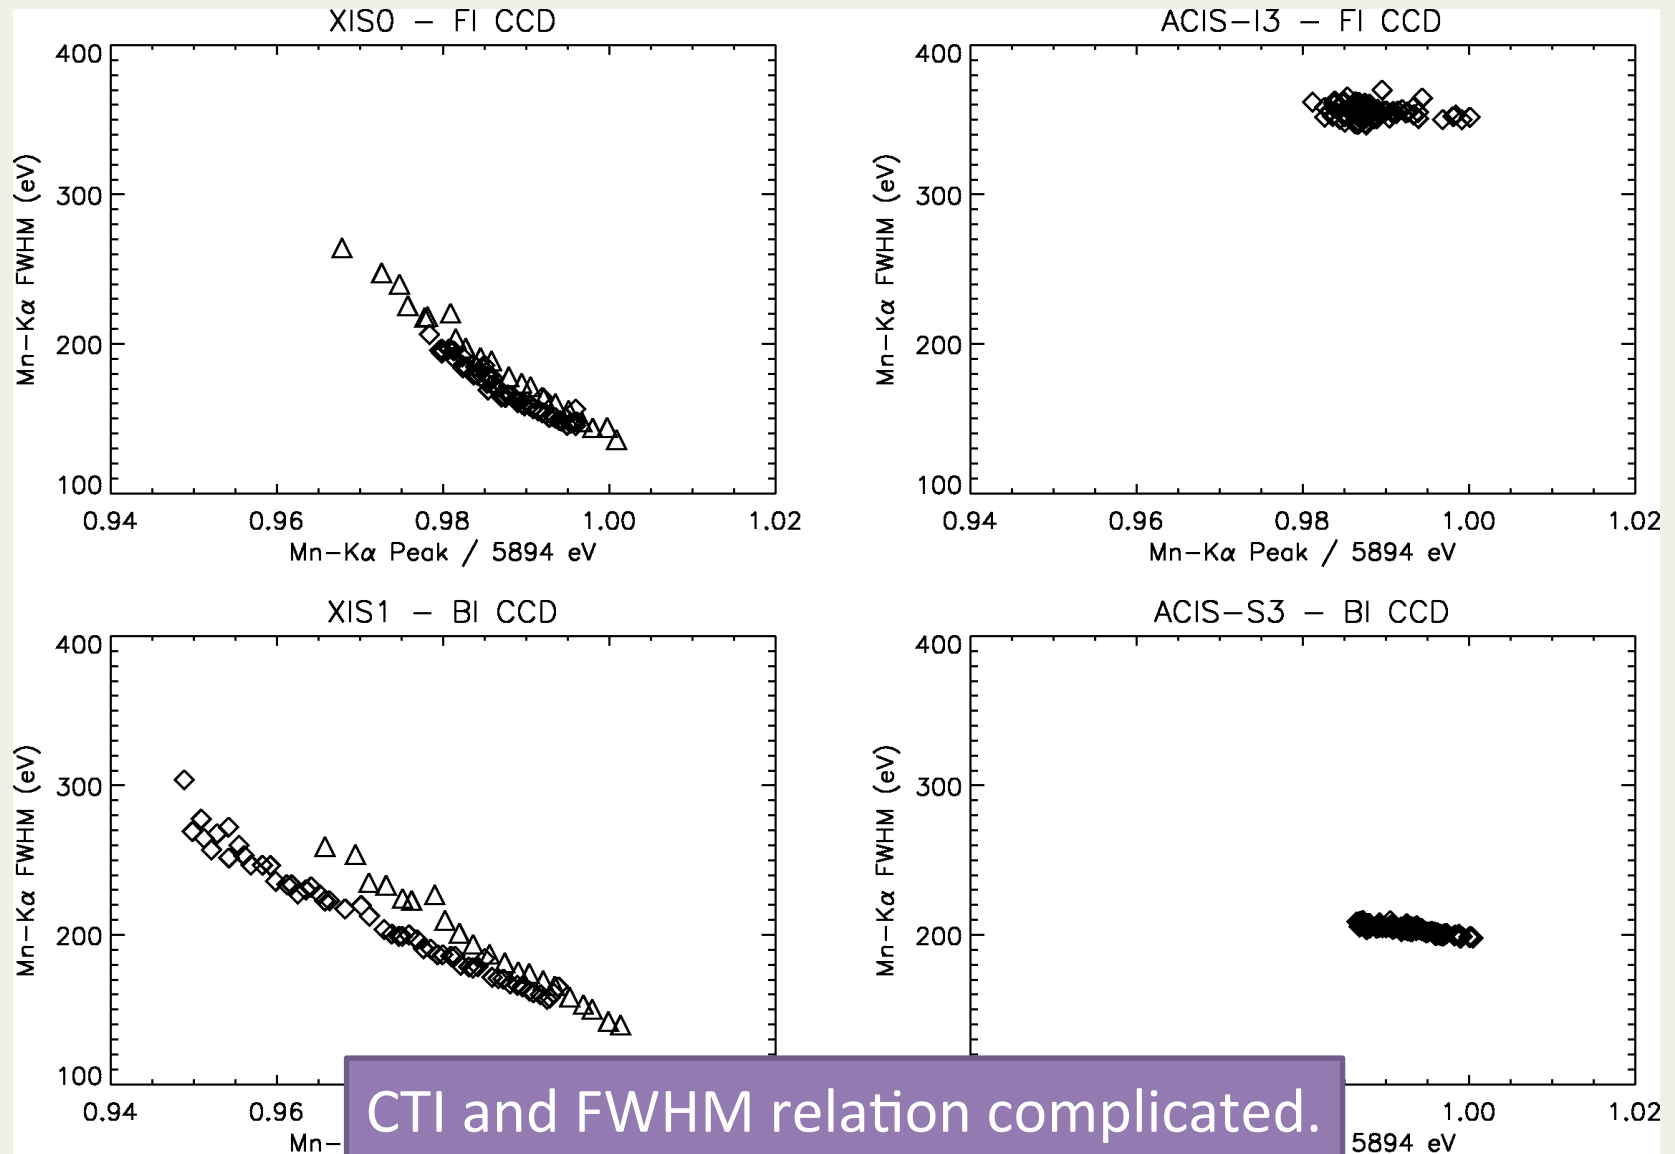 XIS0 – FI CCD
400
300
200
100
Mn–Kα FWHM (eV)
0.94 0.96 0.98 1.00 1.02
Mn–Kα Peak / 5894 eV
ACIS–I3 – FI CCD
400
300
200
100
Mn–Kα FWHM (eV)
0.94 0.96 0.98 1.00 1.02
Mn–Kα Peak / 5894 eV
XIS1 – BI CCD
400
300
200
100
Mn–Kα FWHM (eV)
0.94 0.96
Mn–
ACIS–S3 – BI CCD
400
300
200
Mn–Kα FWHM (eV)
1.00 1.02
5894 eV
CTI and FWHM relation complicated.